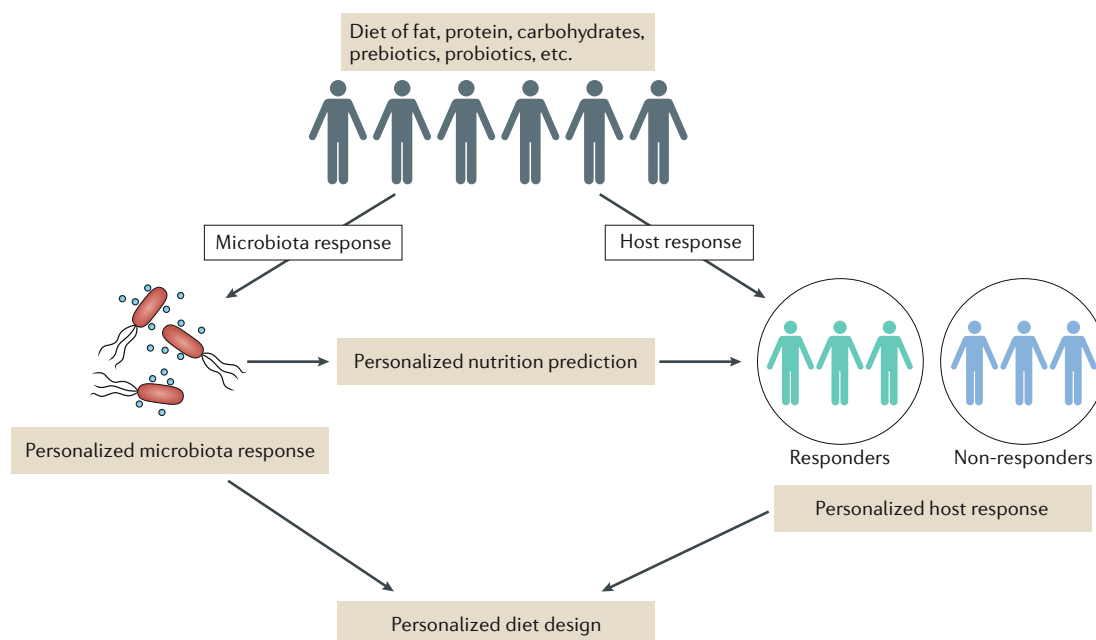 Diet of fat, protein, carbohydrates,
prebiotics, probiotics, etc.
Microbiota response
Host response
Personalized nutrition prediction
Personalized microbiota response
Responders
Non-responders
Personalized host response
Personalized diet design